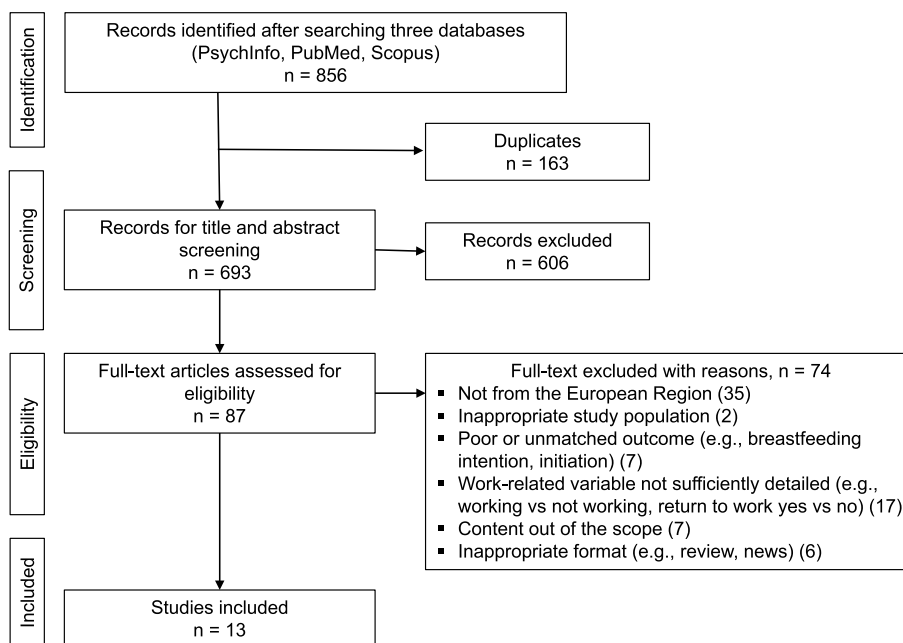 Identification
Records identified after searching three databases
(PsychInfo, PubMed, Scopus)
n = 856
Duplicates
n = 163
Screening
Records for title and abstract
screening
n = 693
Records excluded
n = 606
Eligibility
Full-text articles assessed for
eligibility
n = 87
Full-text excluded with reasons, n = 74
▪ Not from the European Region (35)
▪ Inappropriate study population (2)
▪ Poor or unmatched outcome (e.g., breastfeeding
intention, initiation) (7)
▪ Work-related variable not sufficiently detailed (e.g.,
working vs not working, return to work yes vs no) (17)
▪ Content out of the scope (7)
▪ Inappropriate format (e.g., review, news) (6)
Included
Studies included
n = 13